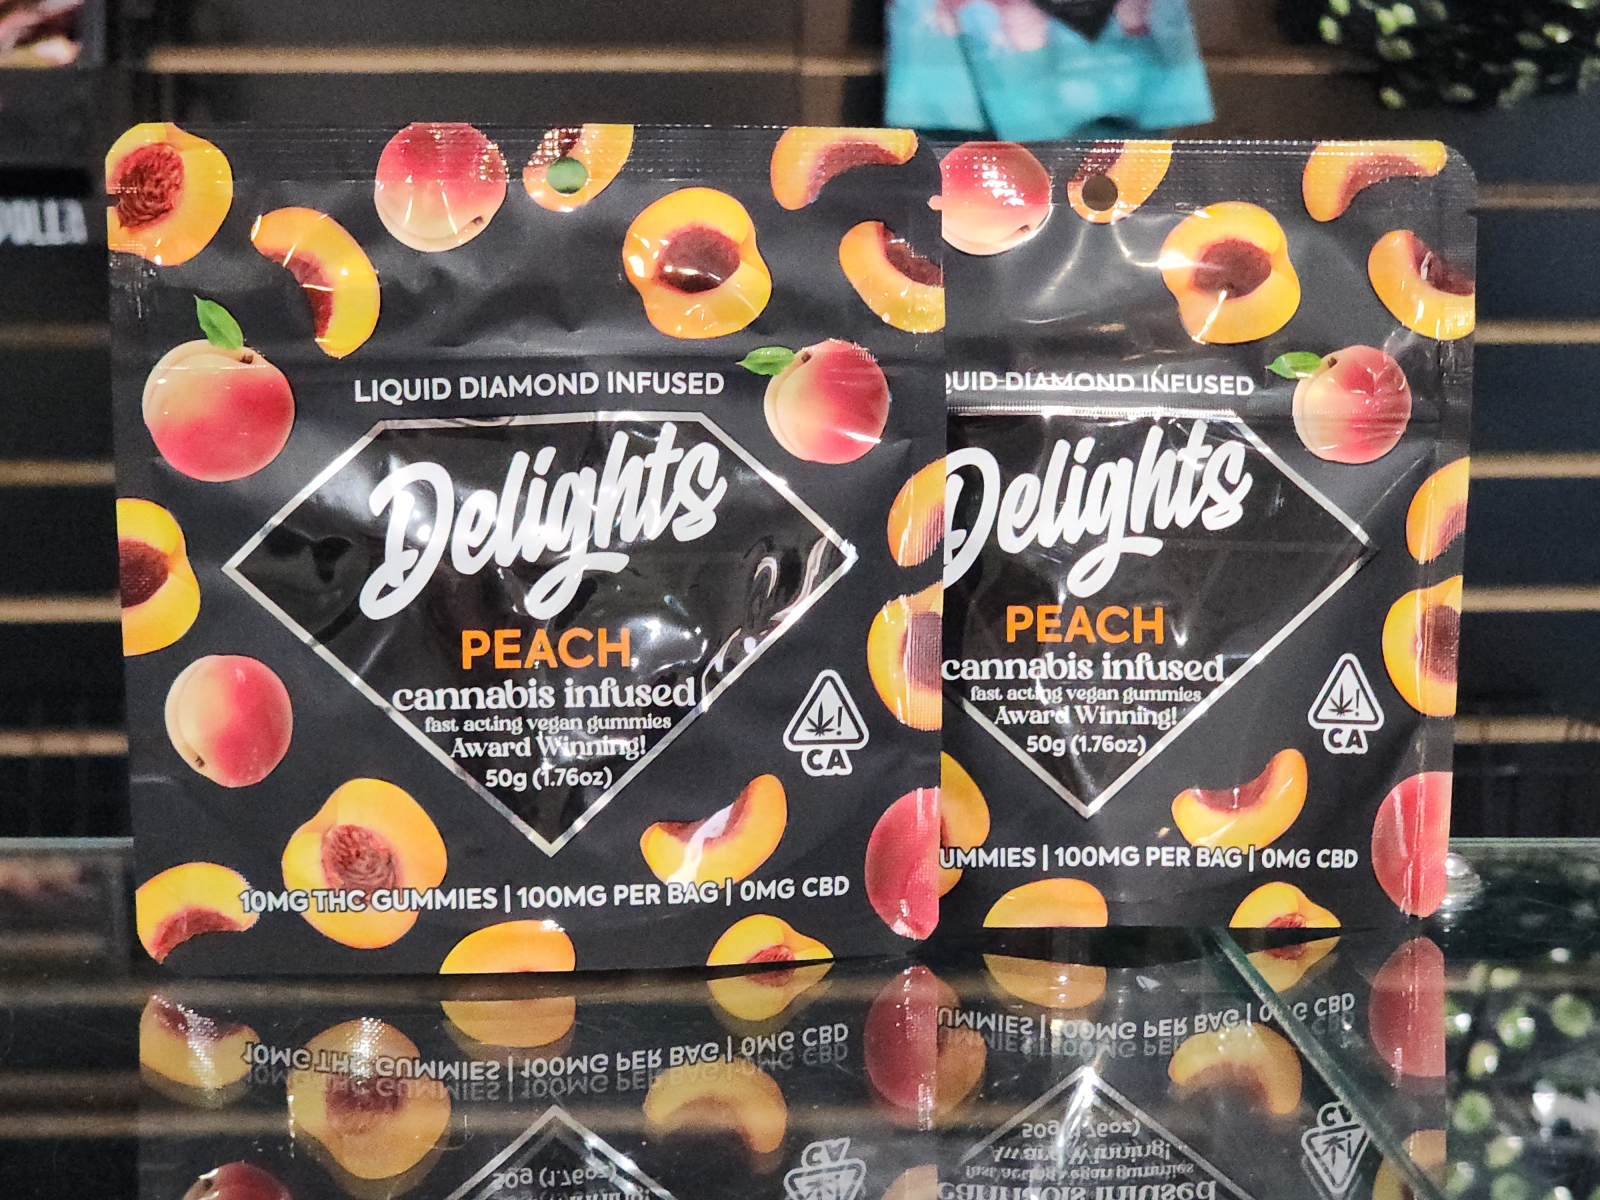 LIQUID DIAMOND INFUSED
Delights
PEACH
cannabis infused
fast acting vegan gummies
Award Winning!
50g (1.76oz)
CA
10MG THC GUMMIES | 100MG PER BAG | 0MG CBD
QUID DIAMOND INFUSED
Delights
PEACH
cannabis infused
fast acting vegan gummies
Award Winning!
50g (1.76oz)
CA
UMMIES | 100MG PER BAG | 0MG CBD